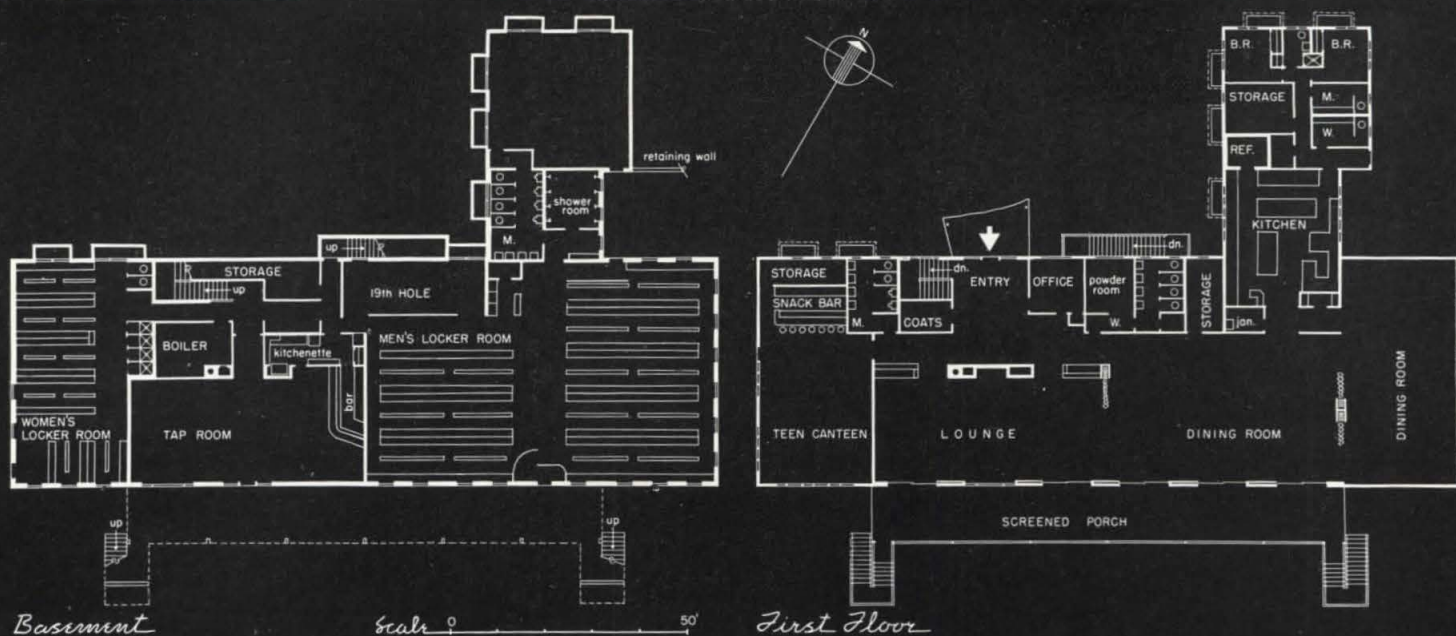 retaining wall
shower
room
M.
up
STORAGE
up
19th HOLE
BOILER
kitchenette
MEN'S LOCKER ROOM
bar
WOMEN'S
LOCKER ROOM
TAP ROOM
up
up
Basement
Scale 0 50'
N
B.R.
B.R.
STORAGE
M.
W.
REF.
KITCHEN
dn.
STORAGE
SNACK BAR
M.
dn.
COATS
ENTRY
OFFICE
powder
room
W.
STORAGE
jan.
TEEN CANTEEN
LOUNGE
DINING ROOM
DINING ROOM
SCREENED PORCH
First Floor